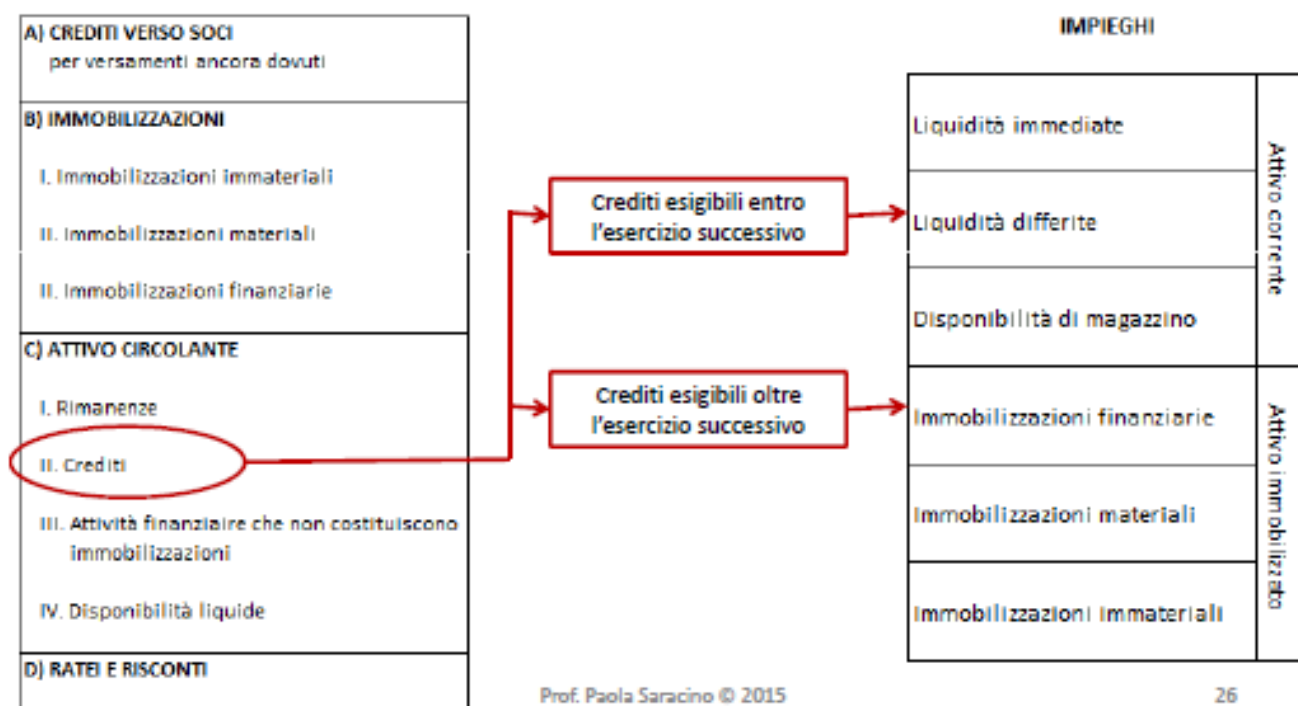 A) CREDITI VERSO SOCI
per versamenti ancora dovuti
B) IMMOBILIZZAZIONI
I. Immobilizzazioni immateriali
II. Immobilizzazioni materiali
II. Immobilizzazioni finanziarie
C) ATTIVO CIRCOLANTE
I. Rimanenze
II. Crediti
III. Attività finanziaire che non costituiscono
immobilizzazioni
IV. Disponibilità liquide
D) RATEI E RISCONTI
Crediti esigibili entro
l'esercizio successivo
Crediti esigibili oltre
l'esercizio successivo
IMPIEGHI
Liquidità immediate
Liquidità differite
Disponibilità di magazzino
Immobilizzazioni finanziarie
Immobilizzazioni materiali
Immobilizzazioni immateriali
Attivo corrente
Attivo immobilizzato
Prof. Paola Saracino © 2015
26